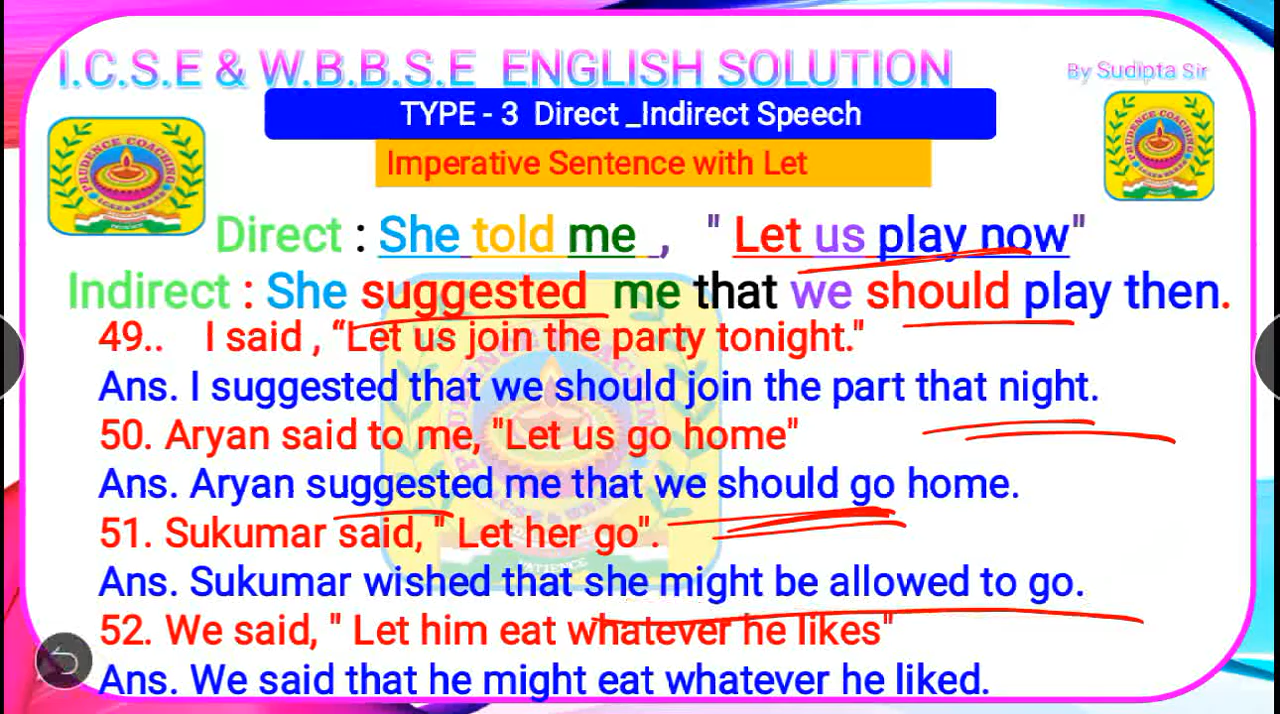 I.C.S.E & W.B.B.S.E ENGLISH SOLUTION
By Sudipta Sir
TYPE - 3 Direct _Indirect Speech
Imperative Sentence with Let
PRUDENCE COACHING
PRUDENCE COACHING
Direct : She told me , " Let us play now"
Indirect : She suggested me that we should play then.
49.. I said , “Let us join the party tonight."
Ans. I suggested that we should join the part that night.
50. Aryan said to me, "Let us go home"
Ans. Aryan suggested me that we should go home.
51. Sukumar said, " Let her go".
Ans. Sukumar wished that she might be allowed to go.
52. We said, " Let him eat whatever he likes"
Ans. We said that he might eat whatever he liked.